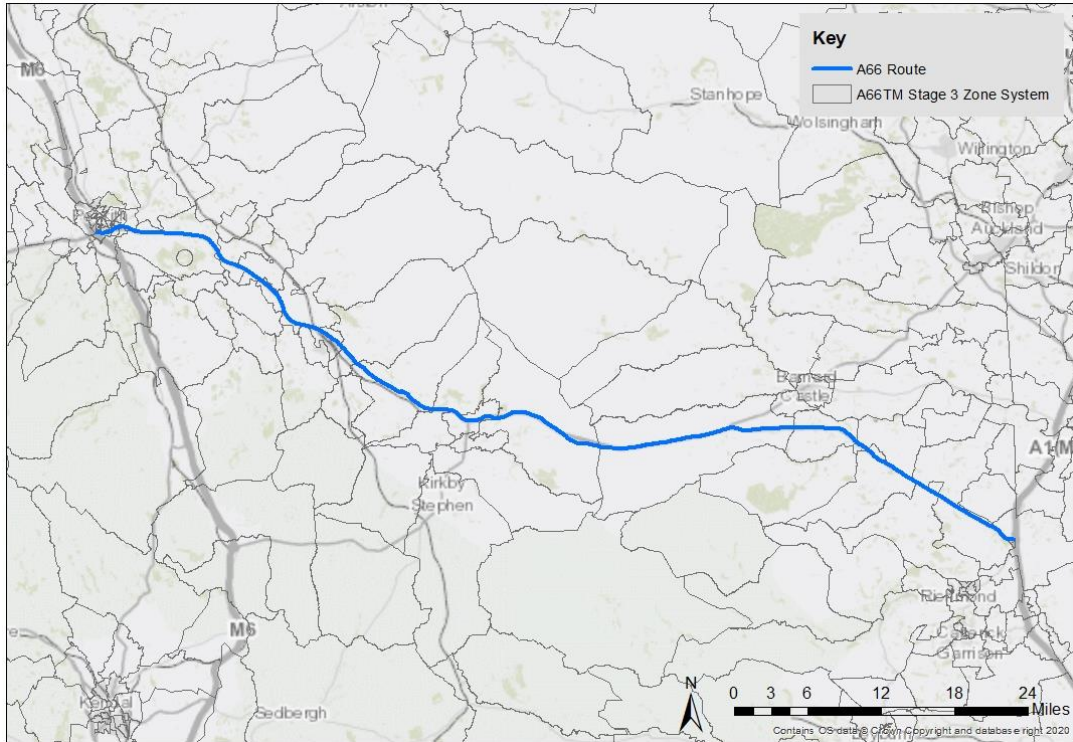 Key
A66 Route
A66TM Stage 3 Zone System
M6
Stanhope
Wolsingham
Willington
Bishop
Auckland
Shildon
Penrith
Barnard
Castle
A1(M
Kirkby
Stephen
Richmond
Catterick
Garrison
M6
Kendal
Sedbergh
Leyburn
N
0 3 6 12 18 24
Miles
Contains OS data © Crown Copyright and database right 2020